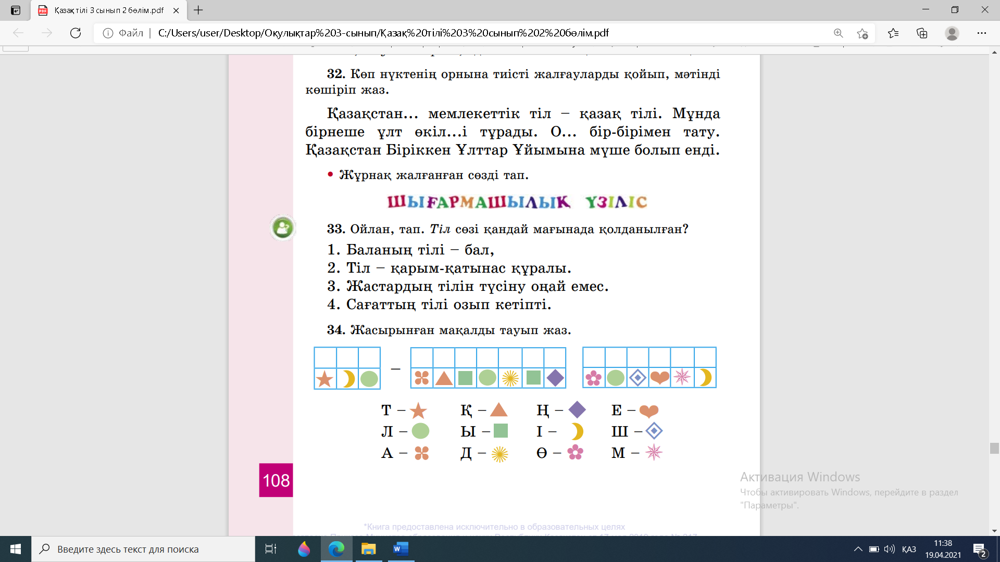 Қазақ тілі 3 сынып 2 бөлім.pdf
Файл
C:/Users/user/Desktop/Оқулықтар%203-сынып/Қазақ%20тілі%203%20сынып%202%20бөлім.pdf
32. Көп нүктенің орнына тиісті жалғауларды қойып, мәтінді
көшіріп жаз.
Қазақстан... мемлекеттік тіл – қазақ тілі. Мұнда
бірнеше ұлт өкіл...і тұрады. О... бір-бірімен тату.
Қазақстан Біріккен Ұлттар Ұйымына мүше болып енді.
• Жұрнақ жалғанған сөзді тап.
ШЫҒАРМАШЫЛЫҚ ҮЗІЛІС
33. Ойлан, тап. Тіл сөзі қандай мағынада қолданылған?
1. Баланың тілі – бал,
2. Тіл – қарым-қатынас құралы.
3. Жастардың тілін түсіну оңай емес.
4. Сағаттың тілі озып кетіпті.
34. Жасырынған мақалды тауып жаз.
–
Т – Қ – Ң – Е –
Л – Ы – І – Ш –
А – Д – Ө – М –
108
Активация Windows
Чтобы активировать Windows, перейдите в раздел
"Параметры".
*Книга предоставлена исключительно в образовательных целях
Введите здесь текст для поиска
ҚАЗ
11:38
19.04.2021
2